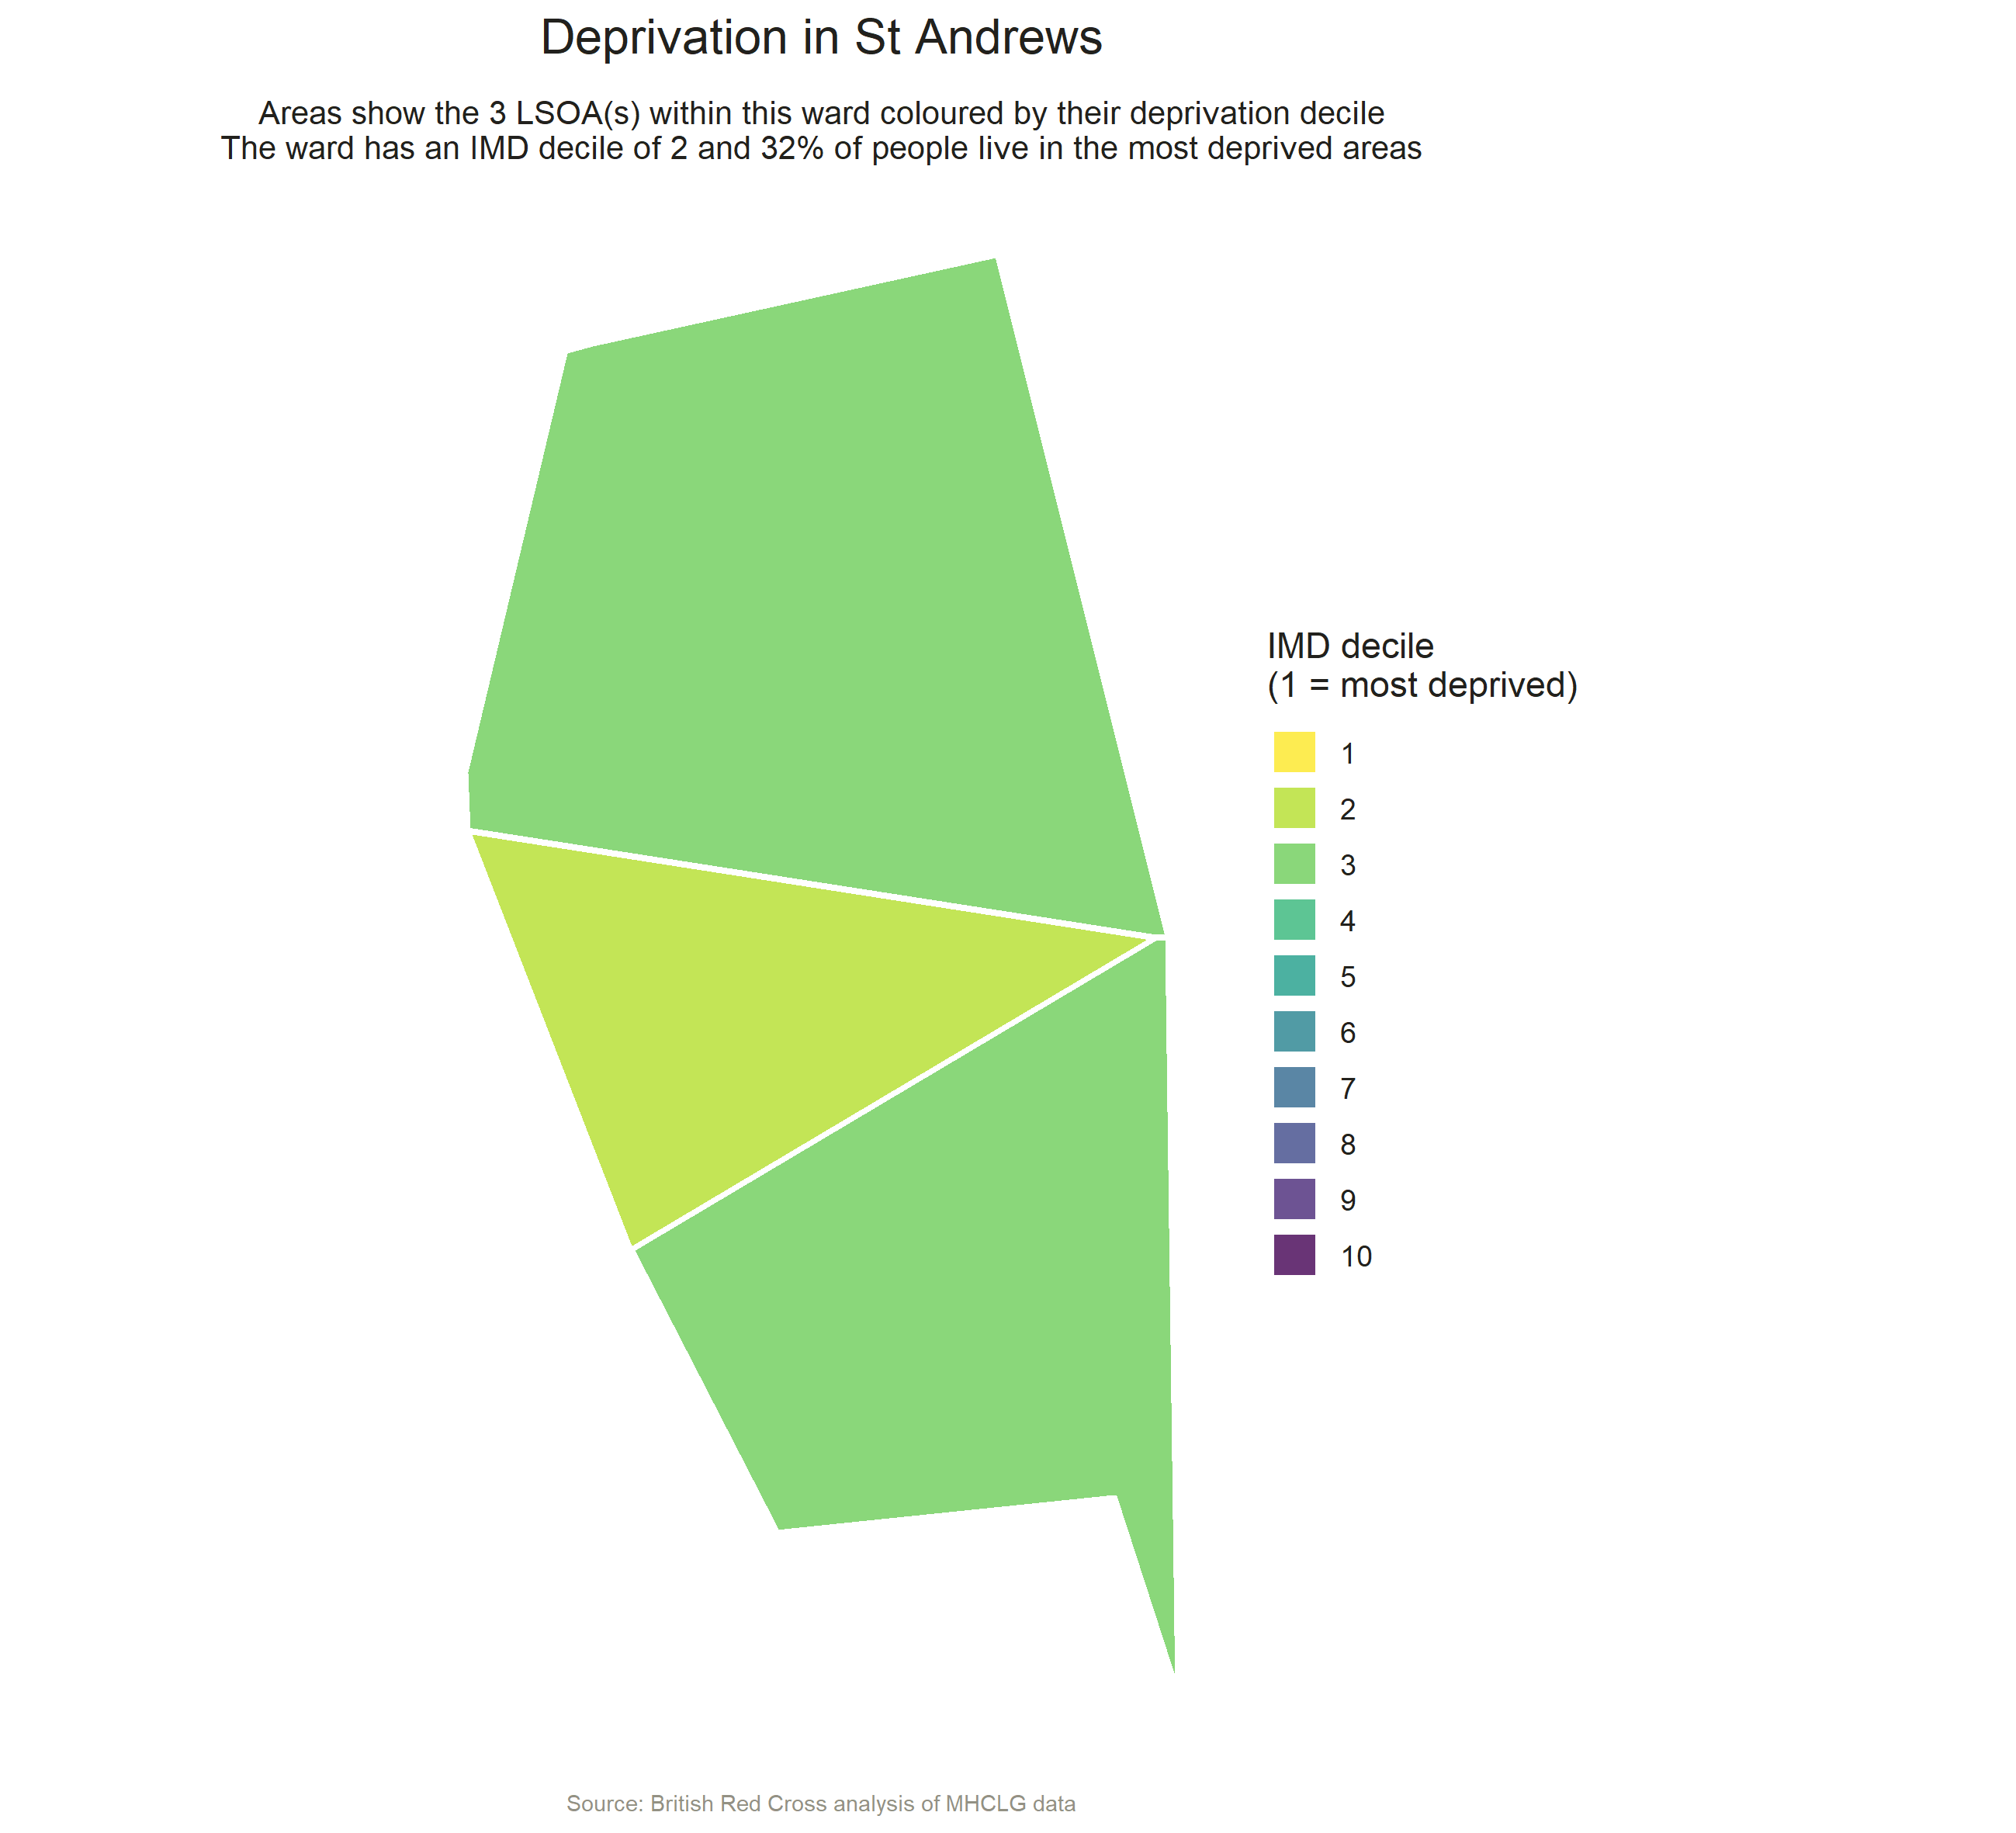 Deprivation in St Andrews
Areas show the 3 LSOA(s) within this ward coloured by their deprivation decile
The ward has an IMD decile of 2 and 32% of people live in the most deprived areas
IMD decile
(1 = most deprived)
1
2
3
4
5
6
7
8
9
10
Source: British Red Cross analysis of MHCLG data